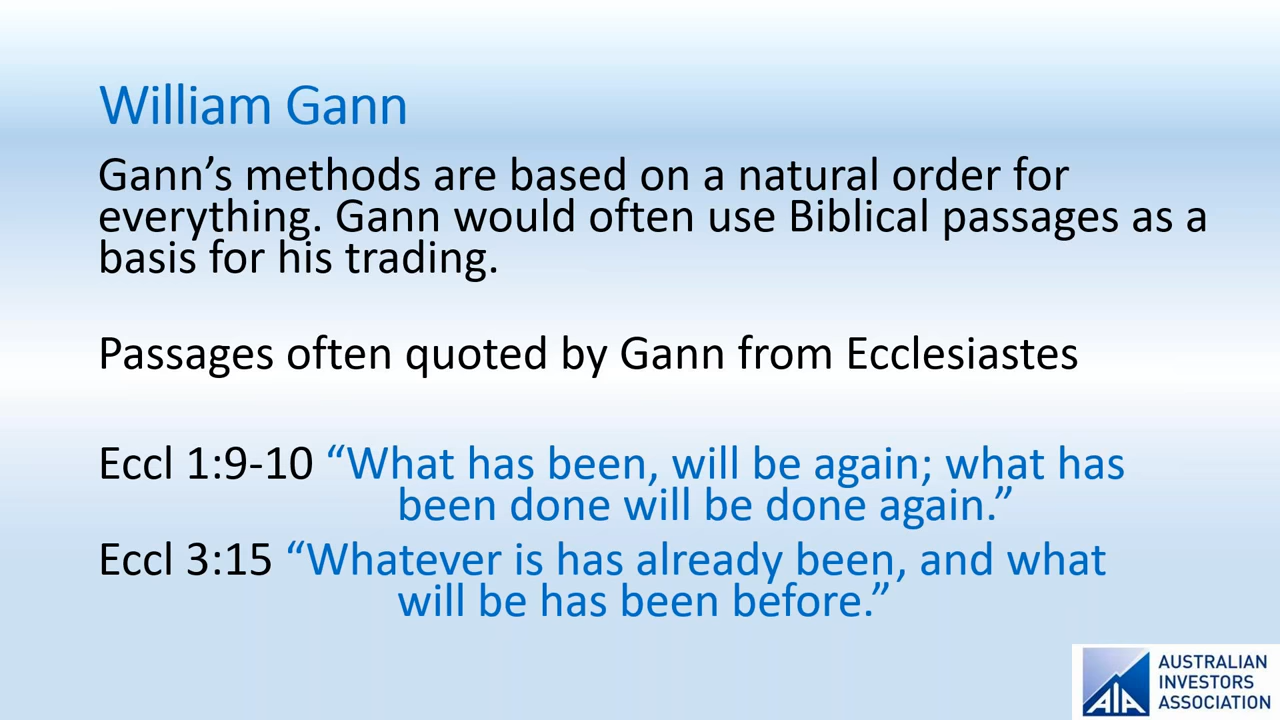 William Gann
Gann’s methods are based on a natural order for
everything. Gann would often use Biblical passages as a
basis for his trading.
Passages often quoted by Gann from Ecclesiastes
Eccl 1:9-10 “What has been, will be again; what has
been done will be done again.”
Eccl 3:15 “Whatever is has already been, and what
will be has been before.”
AIA
AUSTRALIAN
INVESTORS
ASSOCIATION